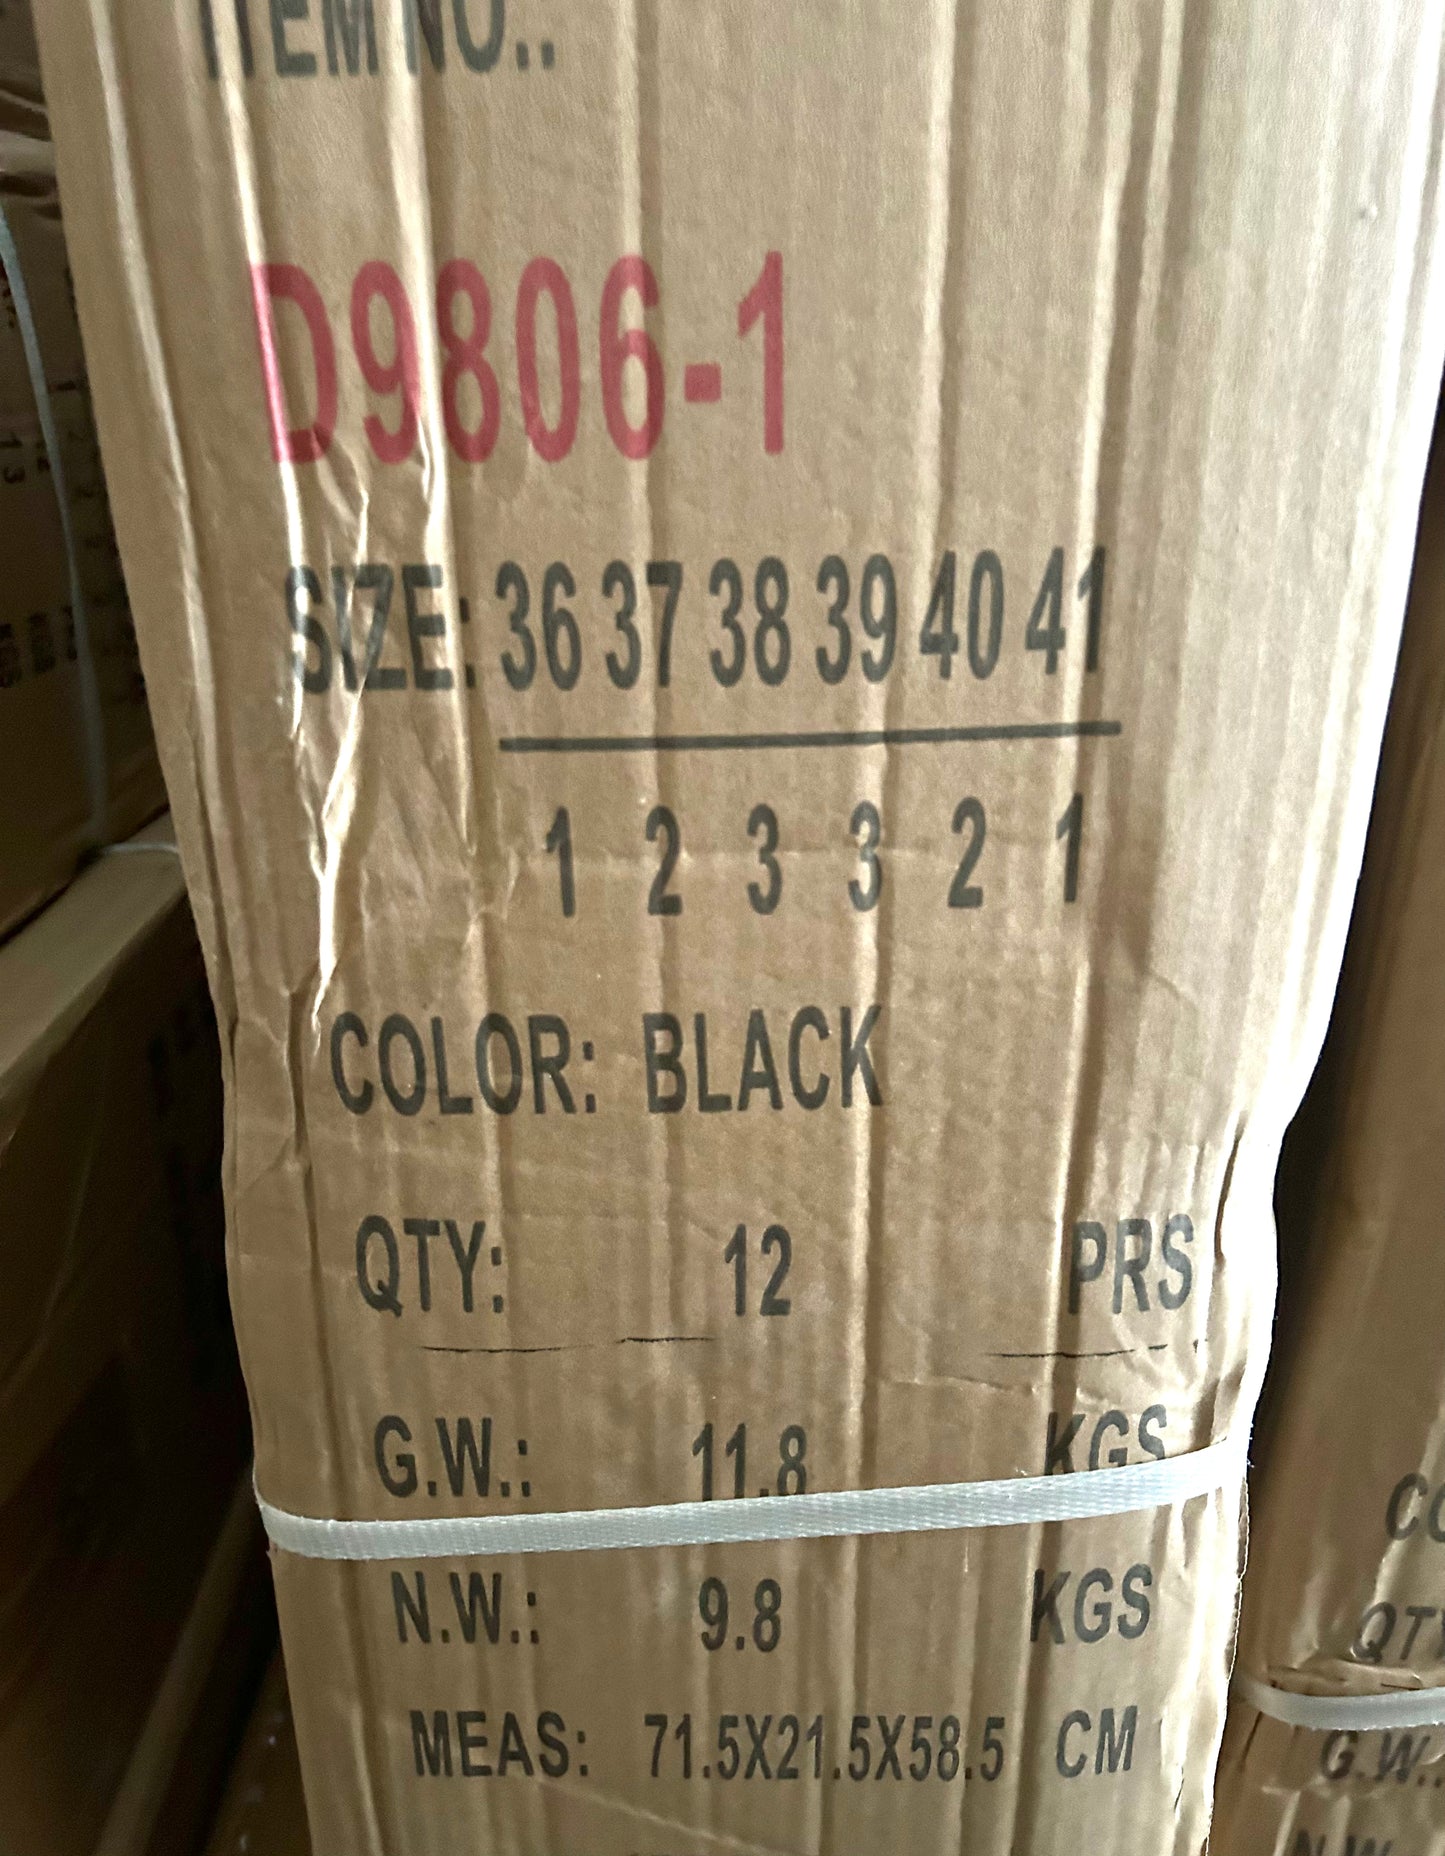 ITEM NO..
D9806-1
SIZE: 36 37 38 39 40 41
1 2 3 3 2 1
COLOR: BLACK
QTY: 12 PRS
G.W.: 11.8 KGS
N.W.: 9.8 KGS
MEAS: 71.5X21.5X58.5 CM
QTY
G.W.
N.W.